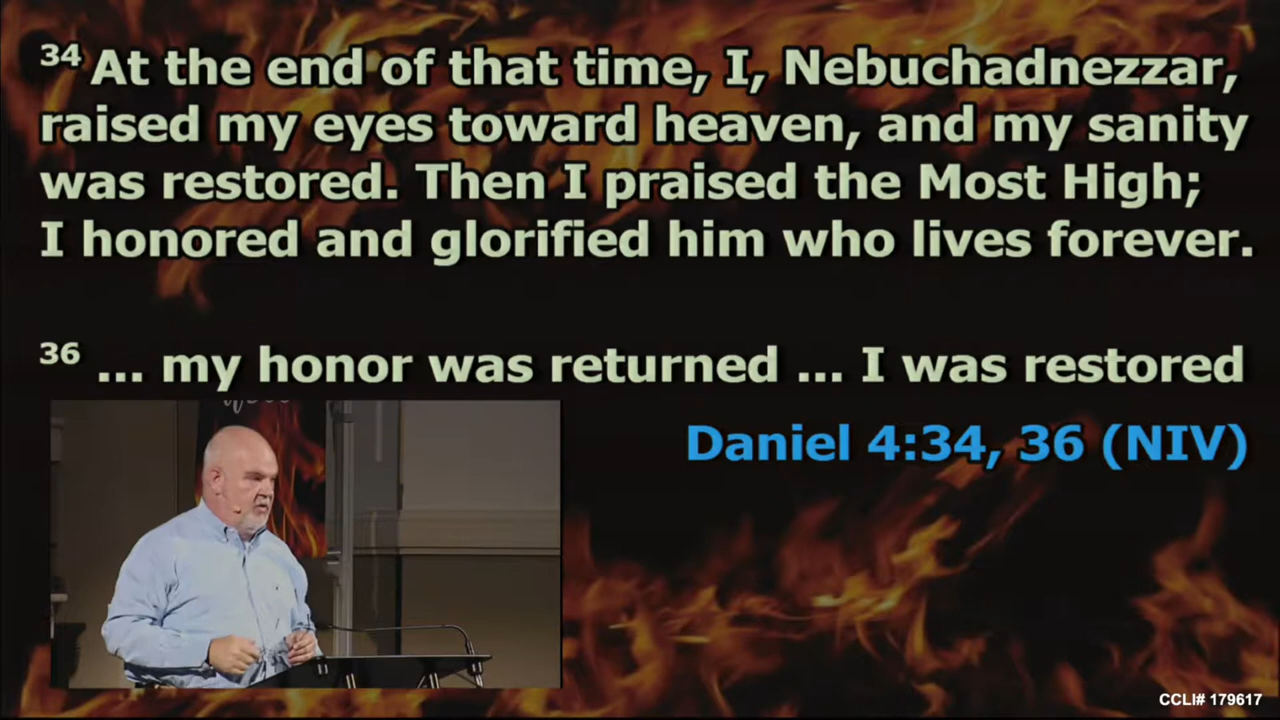 34 At the end of that time, I, Nebuchadnezzar,
raised my eyes toward heaven, and my sanity
was restored. Then I praised the Most High;
I honored and glorified him who lives forever.
36 ... my honor was returned ... I was restored
Daniel 4:34, 36 (NIV)
CCLI# 179617